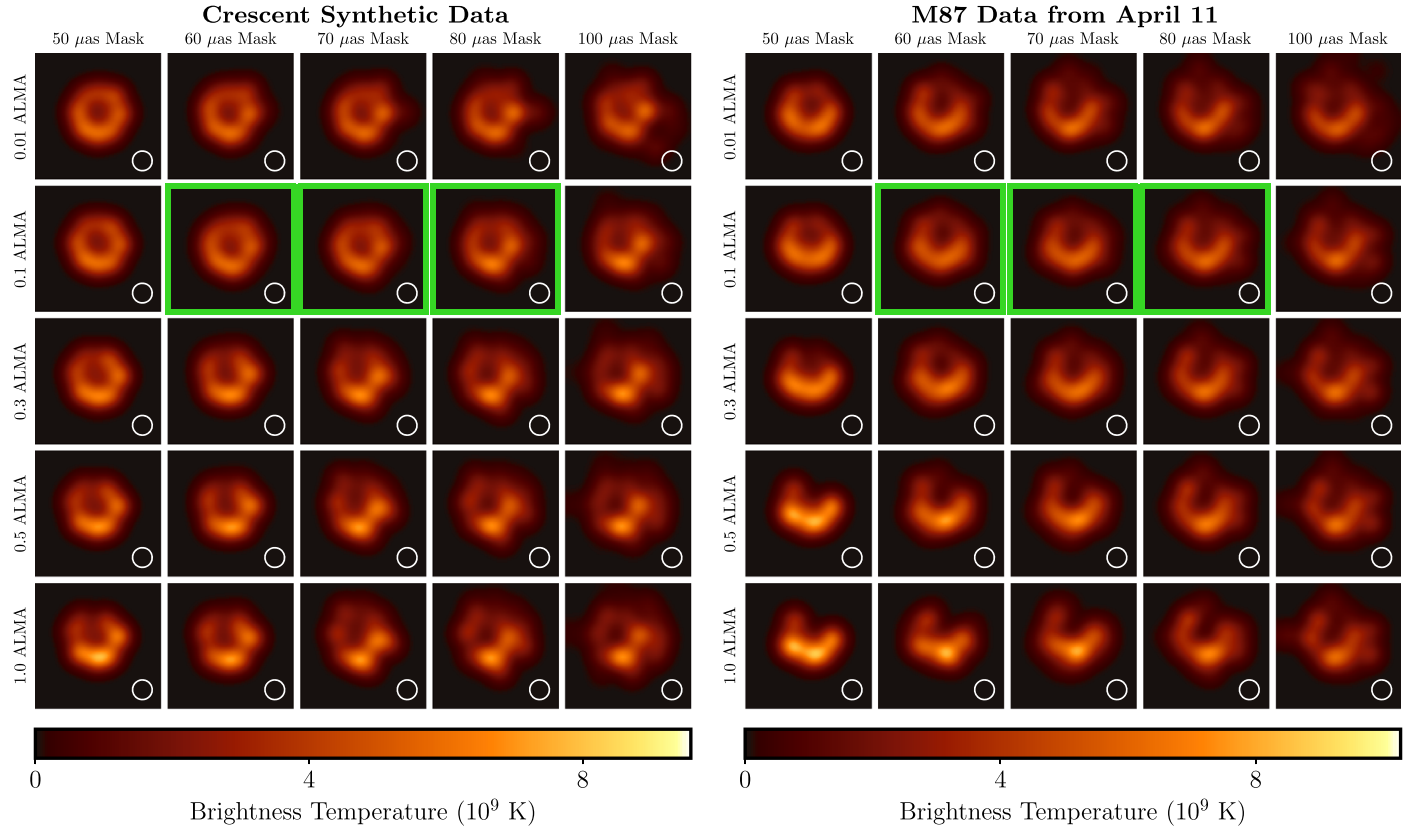 Crescent Synthetic Data
M87 Data from April 11
50 μas Mask 60 μas Mask 70 μas Mask 80 μas Mask 100 μas Mask
50 μas Mask 60 μas Mask 70 μas Mask 80 μas Mask 100 μas Mask
0.01 ALMA
0.01 ALMA
0.1 ALMA
0.1 ALMA
0.3 ALMA
0.3 ALMA
0.5 ALMA
0.5 ALMA
1.0 ALMA
1.0 ALMA
0 4 8
0 4 8
Brightness Temperature (10⁹ K)
Brightness Temperature (10⁹ K)